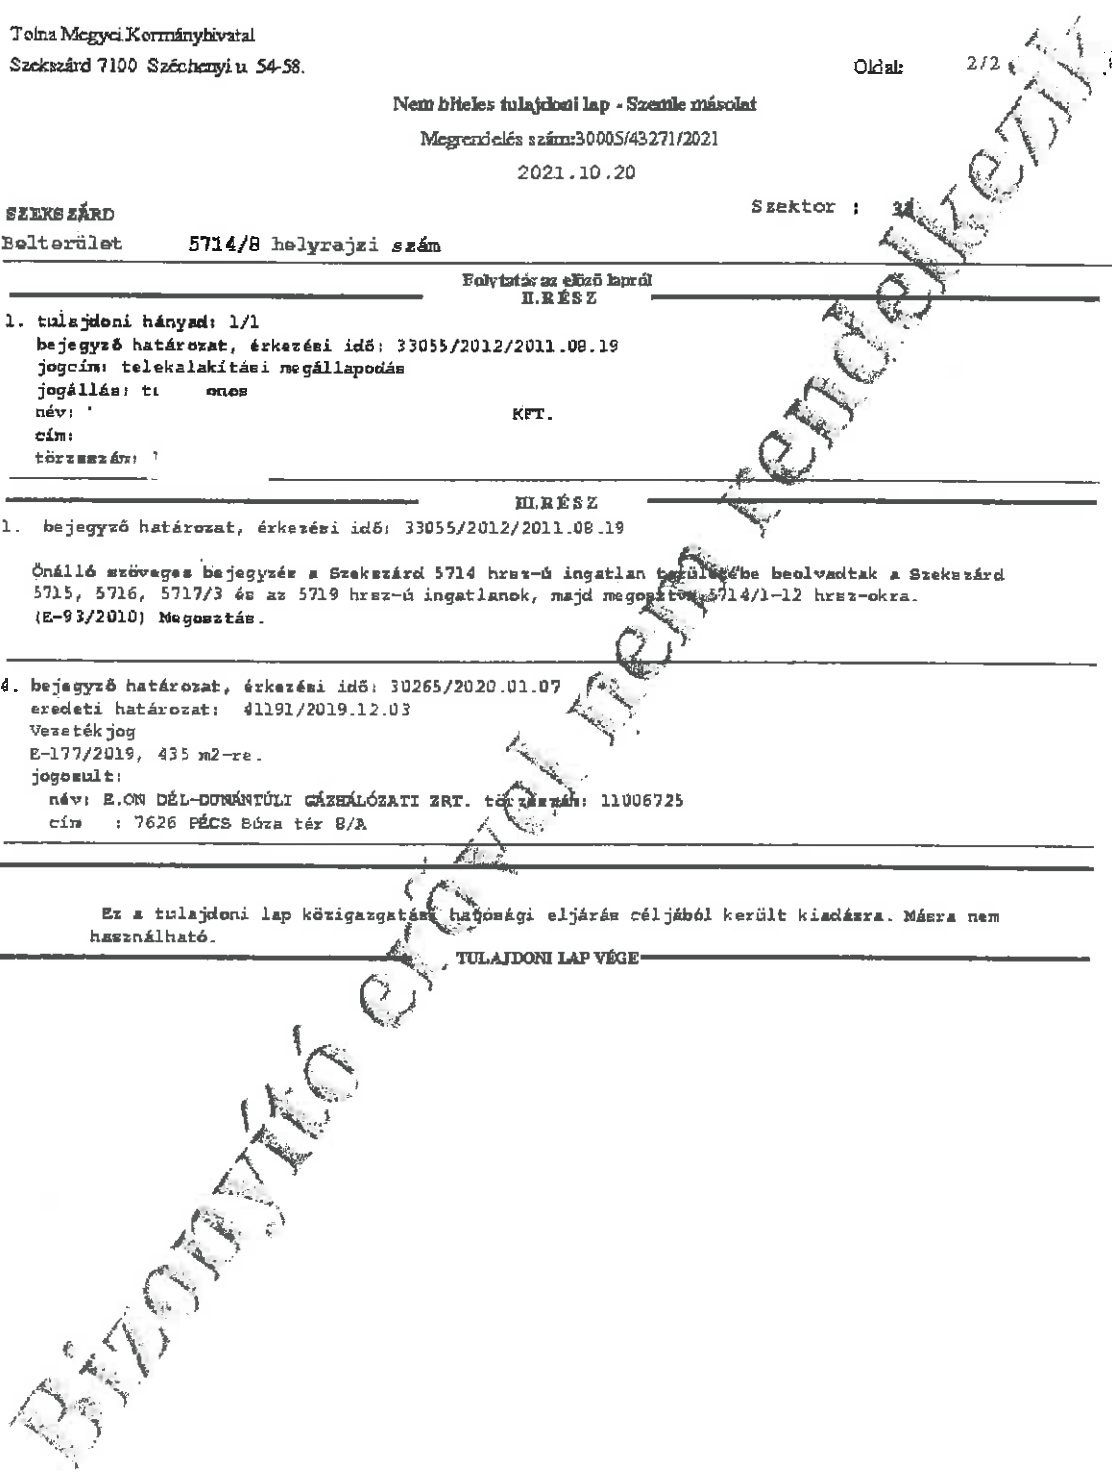 Tolna Megyei Kormányhivatal
Szekszárd 7100 Széchenyi u. 54-58.
Oldal: 2/2
Nem hiteles tulajdoni lap - Szemle másolat
Megrendelés szám:30005/43271/2021
2021.10.20
SZEKSZÁRD
Szektor :
Belterület 5714/8 helyrajzi szám
Folytatás az előző lapról
II.RÉSZ
1. tulajdoni hányad: 1/1
bejegyző határozat, érkezési idő: 33055/2012/2011.08.19
jogcím: telekalakítási megállapodás
jogállás:
név: KFT.
cím:
törzsszám:
III.RÉSZ
1. bejegyző határozat, érkezési idő: 33055/2012/2011.08.19
Önálló szöveges bejegyzés a Szekszárd 5714 hrsz-ú ingatlan területébe beolvadtak a Szekszárd
5715, 5716, 5717/3 és az 5719 hrsz-ú ingatlanok, majd 5714/1-12 hrsz-okra.
(E-93/2010) Megosztás.
4. bejegyző határozat, érkezési idő: 30265/2020.01.07
eredeti határozat: 41191/2019.12.03
Vezetékjog
E-177/2019, 435 m2-re.
jogosult:
név: E.ON DÉL-DUNÁNTÚLI GÁZHÁLÓZATI ZRT. törzsszám: 11006725
cím : 7626 PÉCS Búza tér 8/A
Ez a tulajdoni lap közigazgatási hatósági eljárás céljából került kiadásra. Másra nem
használható.
TULAJDONI LAP VÉGE
Bizonyító erővel nem rendelkezik